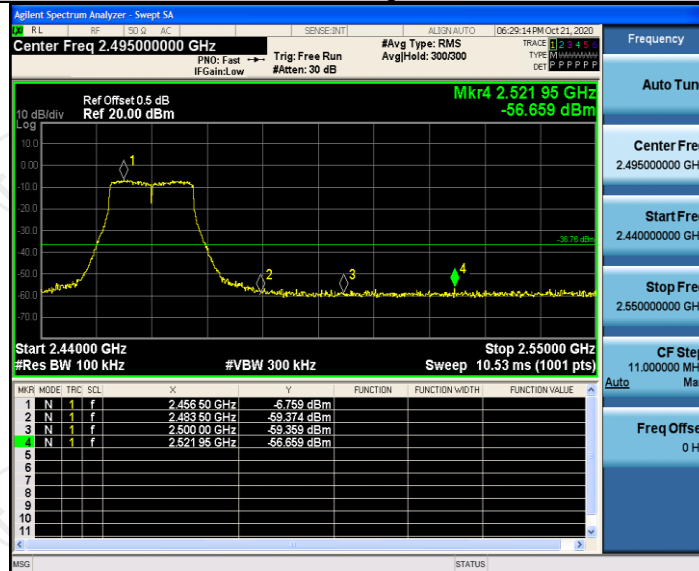 Agilent Spectrum Analyzer - Swept SA
RL RF 50 Ω AC SENSE:INT ALIGN AUTO 06:29:14 PM Oct 21, 2020
Center Freq 2.495000000 GHz
PNO: Fast
IFGain:Low
Trig: Free Run
#Atten: 30 dB
#Avg Type: RMS
Avg|Hold: 300/300
TRACE 1 2 3 4 5 6
TYPE M W W W W W
DET P P P P P P
Mkr4 2.521 95 GHz
-56.659 dBm
Ref Offset 0.5 dB
10 dB/div Ref 20.00 dBm
Log
10.0
0.00
-10.0
-20.0
-30.0
-40.0
-50.0
-60.0
-70.0
1
2
3
4
-36.76 dBm
Start 2.44000 GHz Stop 2.55000 GHz
#Res BW 100 kHz #VBW 300 kHz Sweep 10.53 ms (1001 pts)
MKR MODE TRC SCL X Y FUNCTION FUNCTION WIDTH FUNCTION VALUE
1 N 1 f 2.456 50 GHz -6.759 dBm
2 N 1 f 2.483 50 GHz -59.374 dBm
3 N 1 f 2.500 00 GHz -59.359 dBm
4 N 1 f 2.521 95 GHz -56.659 dBm
5
6
7
8
9
10
11
MSG STATUS
Frequency
Auto Tun
Center Fre
2.495000000 GH
Start Fre
2.440000000 GH
Stop Fre
2.550000000 GH
CF Ste
11.000000 MH
Auto Ma
Freq Offse
0 H